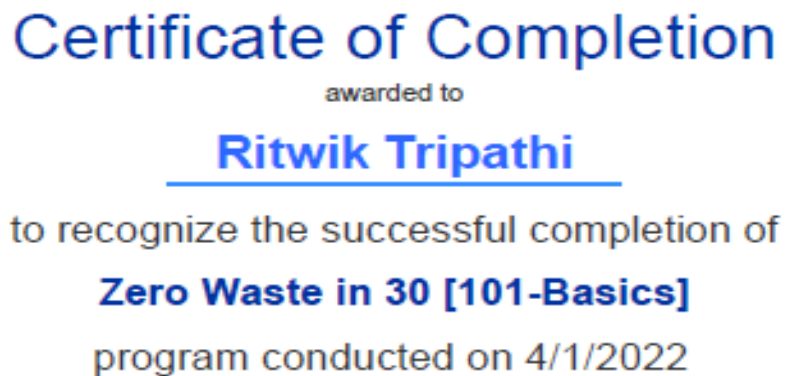 Certificate of Completion
awarded to
Ritwik Tripathi
to recognize the successful completion of
Zero Waste in 30 [101-Basics]
program conducted on 4/1/2022